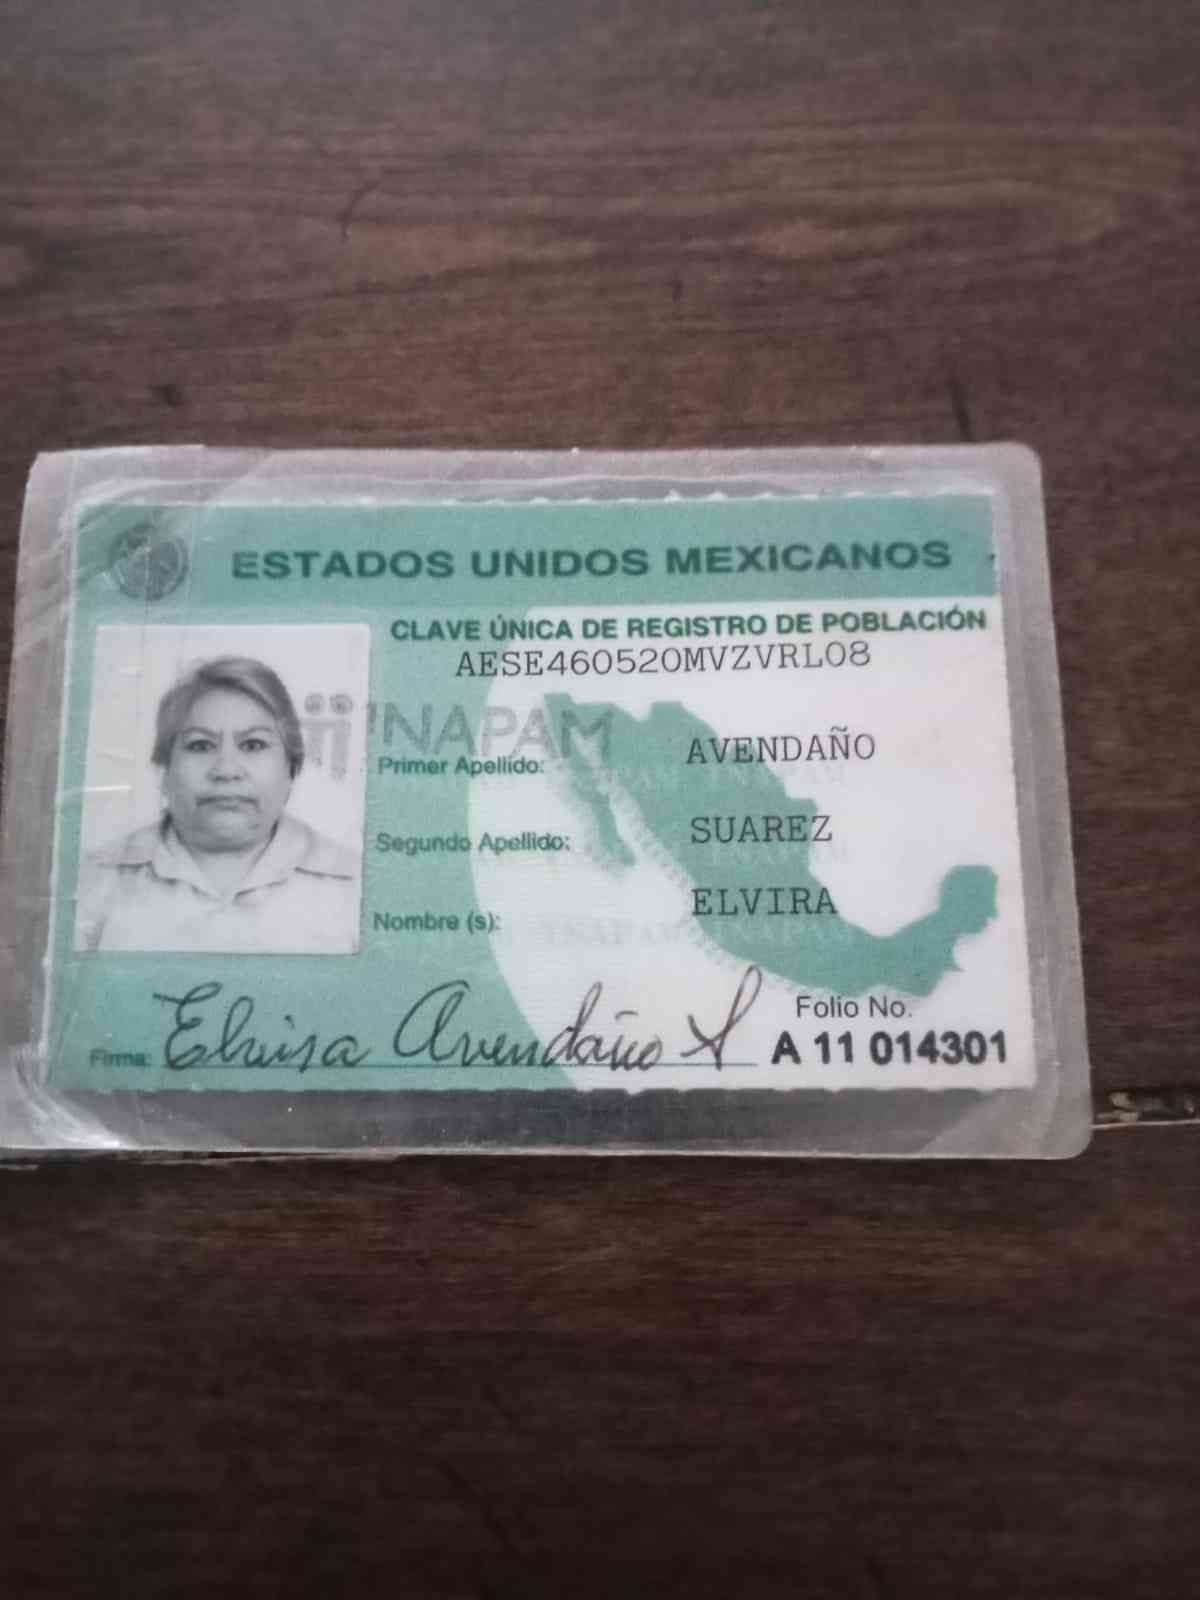 ESTADOS UNIDOS MEXICANOS
CLAVE ÚNICA DE REGISTRO DE POBLACIÓN
AESE460520MVZVRL08
INAPAM
Primer Apellido: AVENDAÑO
Segundo Apellido: SUAREZ
Nombre (s): ELVIRA
Folio No.
Firma: Elvira Avendaño S A 11 014301